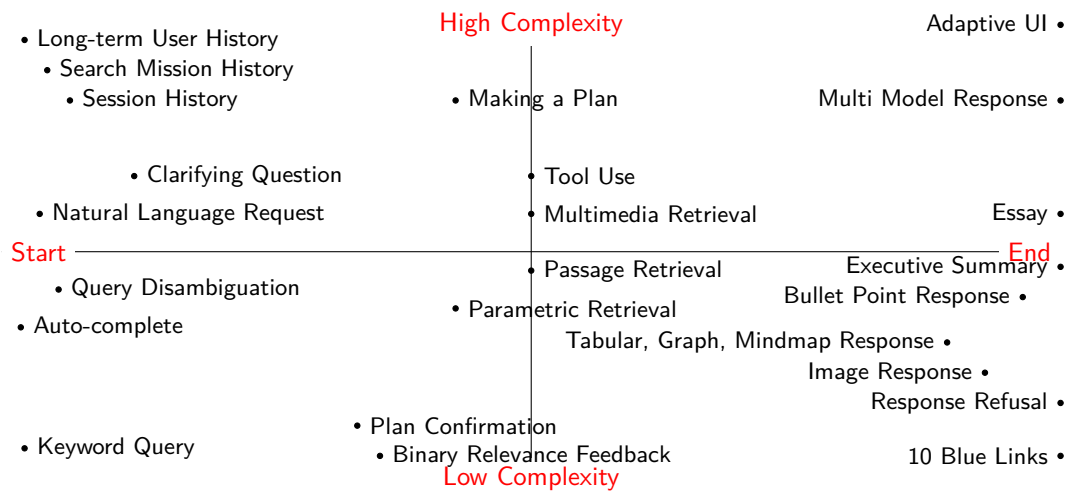 High Complexity
Adaptive UI
Long-term User History
Search Mission History
Session History
Making a Plan
Multi Model Response
Clarifying Question
Tool Use
Natural Language Request
Multimedia Retrieval
Essay
Start
End
Passage Retrieval
Executive Summary
Query Disambiguation
Bullet Point Response
Parametric Retrieval
Auto-complete
Tabular, Graph, Mindmap Response
Image Response
Response Refusal
Plan Confirmation
Keyword Query
Binary Relevance Feedback
10 Blue Links
Low Complexity